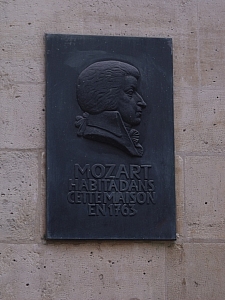 MOZART
HABITA DANS
CETTE MAISON
EN 1763